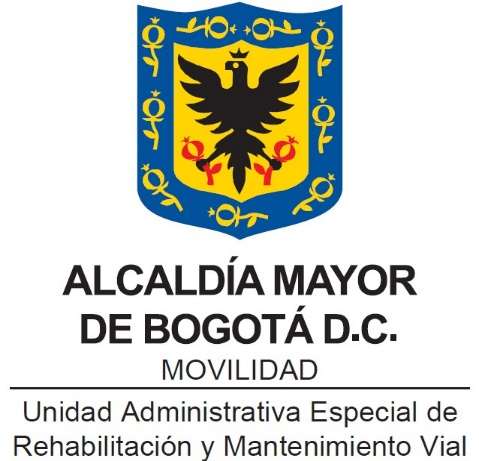 ALCALDÍA MAYOR
DE BOGOTÁ D.C.
MOVILIDAD
Unidad Administrativa Especial de
Rehabilitación y Mantenimiento Vial